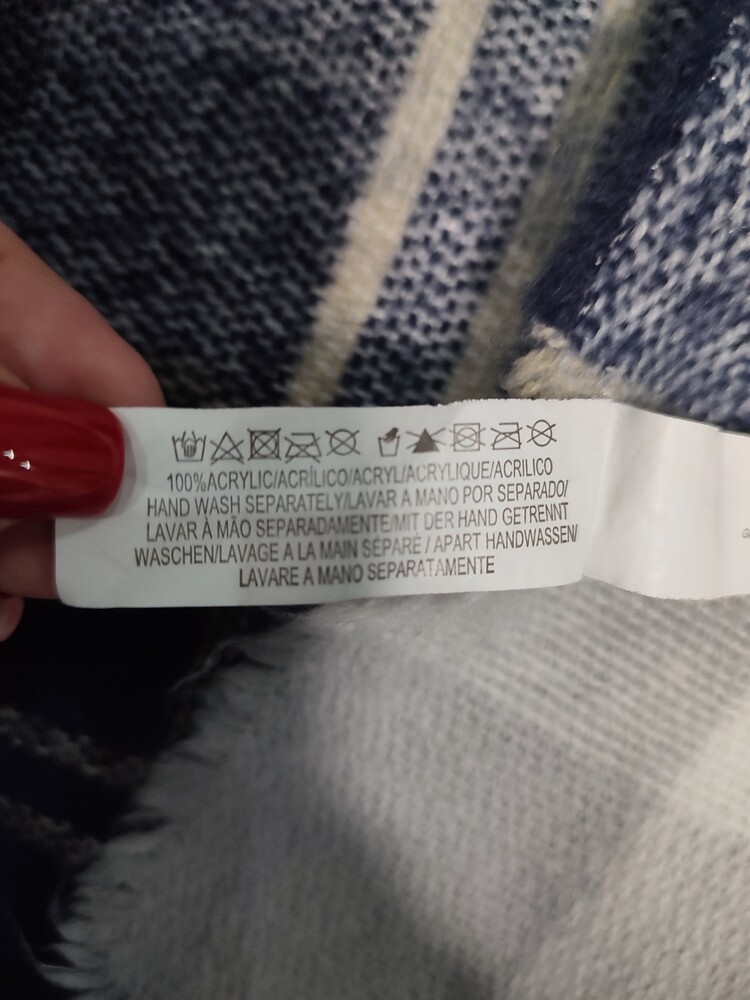 100%ACRYLIC/ACRÍLICO/ACRYL/ACRYLIQUE/ACRILICO
HAND WASH SEPARATELY/LAVAR A MANO POR SEPARADO/
LAVAR À MÃO SEPARADAMENTE/MIT DER HAND GETRENNT
WASCHEN/LAVAGE A LA MAIN SÉPARÉ / APART HANDWASSEN/
LAVARE A MANO SEPARATAMENTE